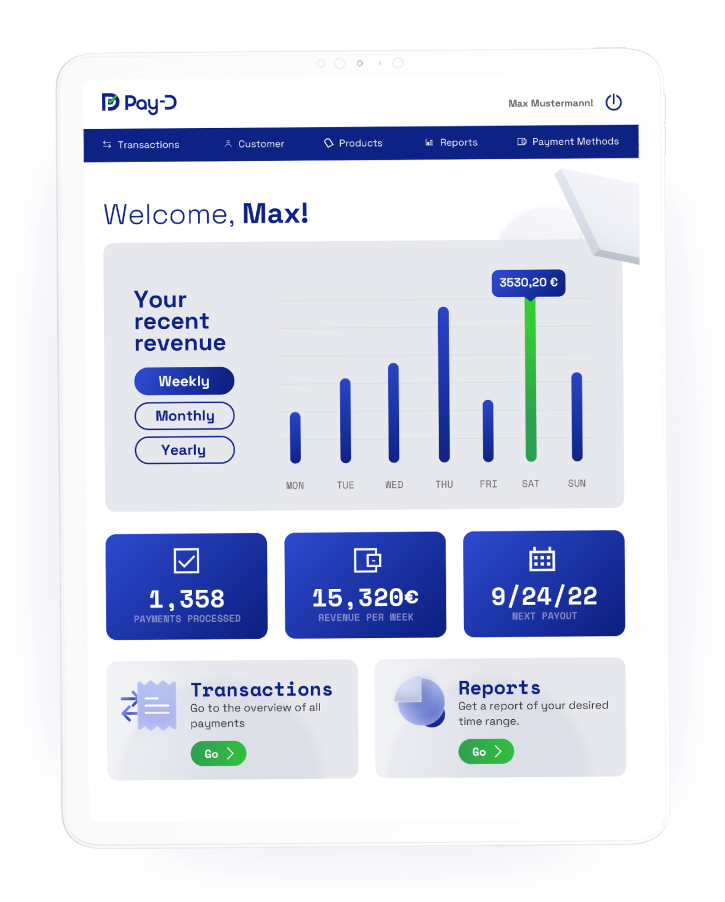 Pay-D
Max Mustermann!
Transactions Customer Products Reports Payment Methods
Welcome, Max!
Your
recent
revenue
Weekly
Monthly
Yearly
3530,20 €
MON TUE WED THU FRI SAT SUN
1,358
PAYMENTS PROCESSED
15,320€
REVENUE PER WEEK
9/24/22
NEXT PAYOUT
Transactions
Go to the overview of all
payments
Go
Reports
Get a report of your desired
time range.
Go